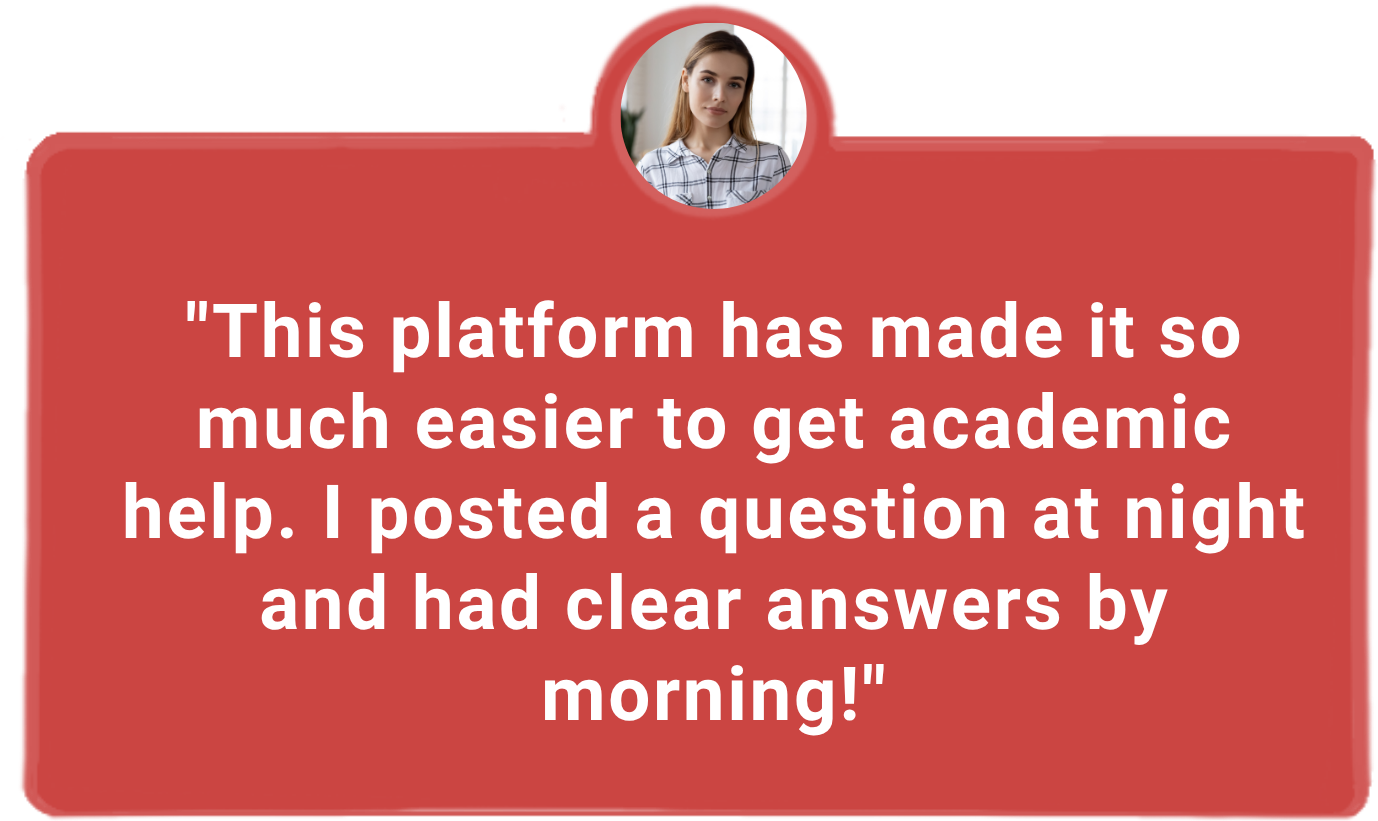 "This platform has made it so
much easier to get academic
help. I posted a question at night
and had clear answers by
morning!"